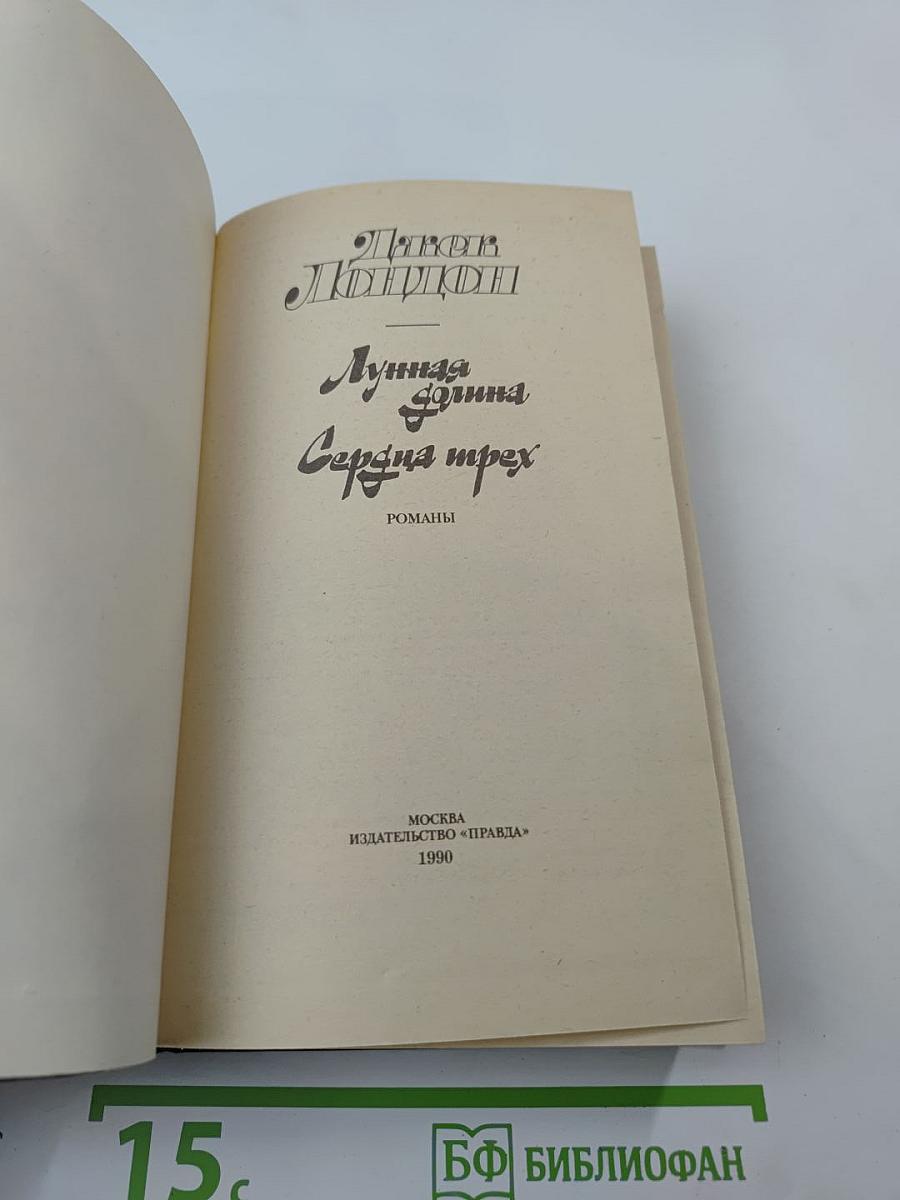 Джек
Лондон
Лунная
долина
Сердца трех
РОМАНЫ
МОСКВА
ИЗДАТЕЛЬСТВО «ПРАВДА»
1990
15 с
БФ БИБЛИОФАН